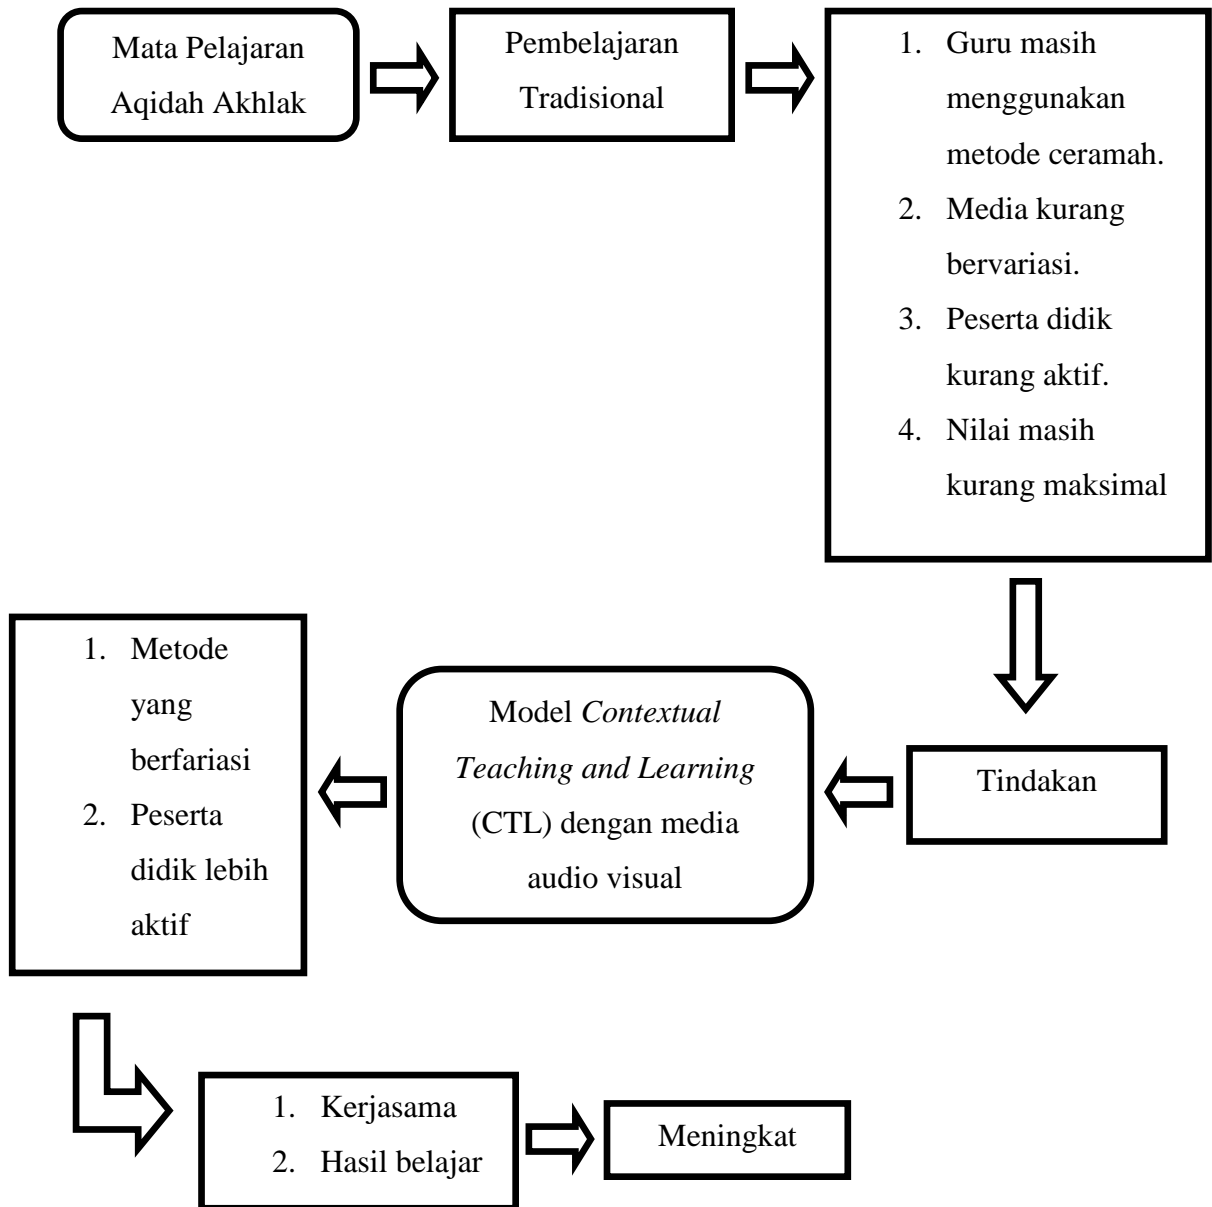 Mata Pelajaran
Aqidah Akhlak
Pembelajaran
Tradisional
1. Guru masih
menggunakan
metode ceramah.
2. Media kurang
bervariasi.
3. Peserta didik
kurang aktif.
4. Nilai masih
kurang maksimal
Tindakan
Model Contextual
Teaching and Learning
(CTL) dengan media
audio visual
1. Metode
yang
berfariasi
2. Peserta
didik lebih
aktif
1. Kerjasama
2. Hasil belajar
Meningkat